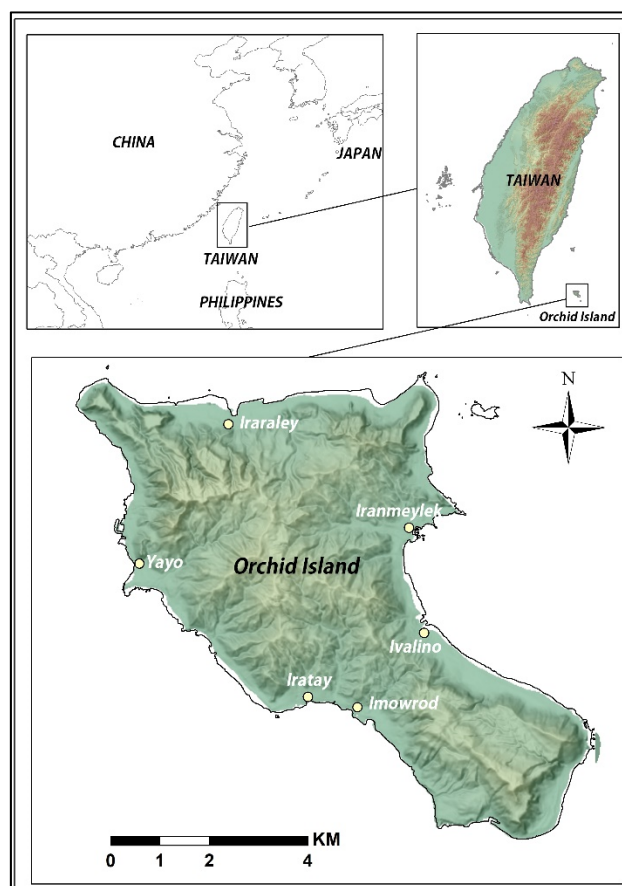 CHINA
JAPAN
TAIWAN
PHILIPPINES
TAIWAN
Orchid Island
N
Iraraley
Iranmeylek
Yayo
Orchid Island
Ivalino
Iratay
Imowrod
KM
0 1 2 4